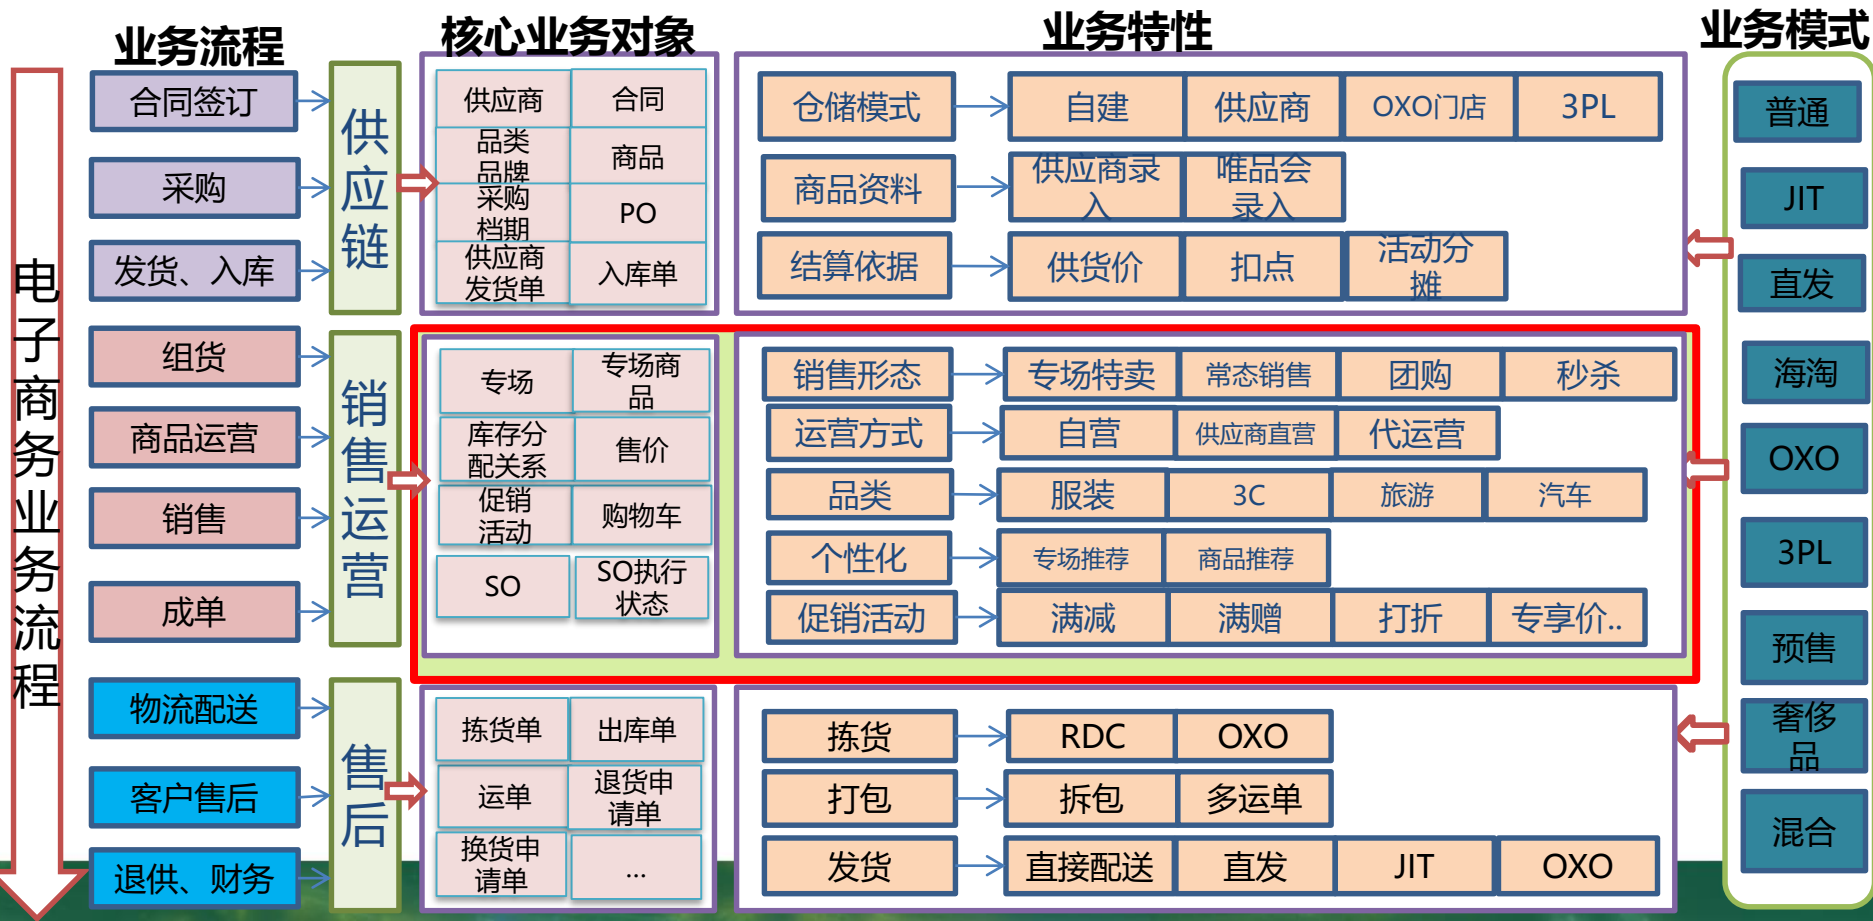 业务流程
核心业务对象
业务特性
业务模式
电子商务业务流程
合同签订
采购
发货、入库
供应链
供应商
合同
品类
品牌
商品
采购
档期
PO
供应商
发货单
入库单
仓储模式
自建
供应商
OXO门店
3PL
商品资料
供应商录
入
唯品会
录入
结算依据
供货价
扣点
活动分
摊
组货
商品运营
销售
成单
销售运营
专场
专场商
品
库存分
配关系
售价
促销
活动
购物车
SO
SO执行
状态
销售形态
专场特卖
常态销售
团购
秒杀
运营方式
自营
供应商直营
代运营
品类
服装
3C
旅游
汽车
个性化
专场推荐
商品推荐
促销活动
满减
满赠
打折
专享价..
物流配送
客户售后
退供、财务
售后
拣货单
出库单
运单
退货申
请单
换货申
请单
...
拣货
RDC
OXO
打包
拆包
多运单
发货
直接配送
直发
JIT
OXO
普通
JIT
直发
海淘
OXO
3PL
预售
奢侈
品
混合